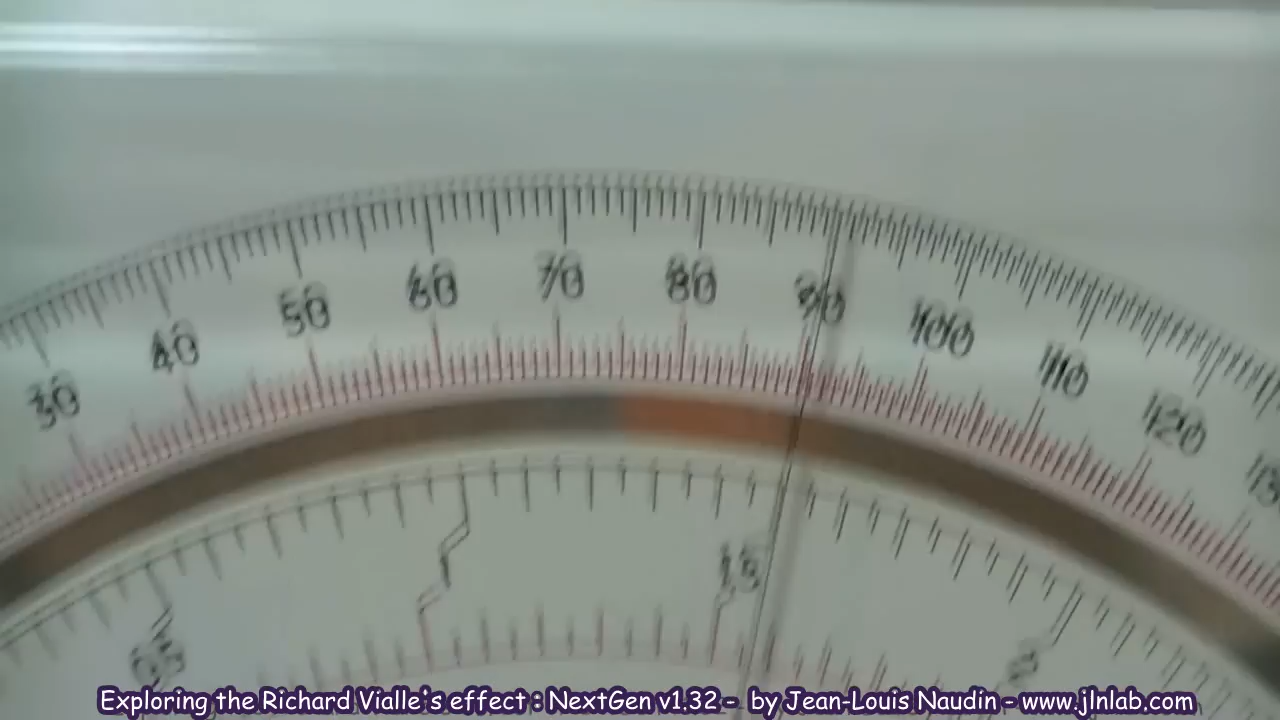 30 40 50 60 70 80 90 100 110 120
15
Exploring the Richard Vialle's effect : NextGen v1.32 - by Jean-Louis Naudin - www.jlnlab.com